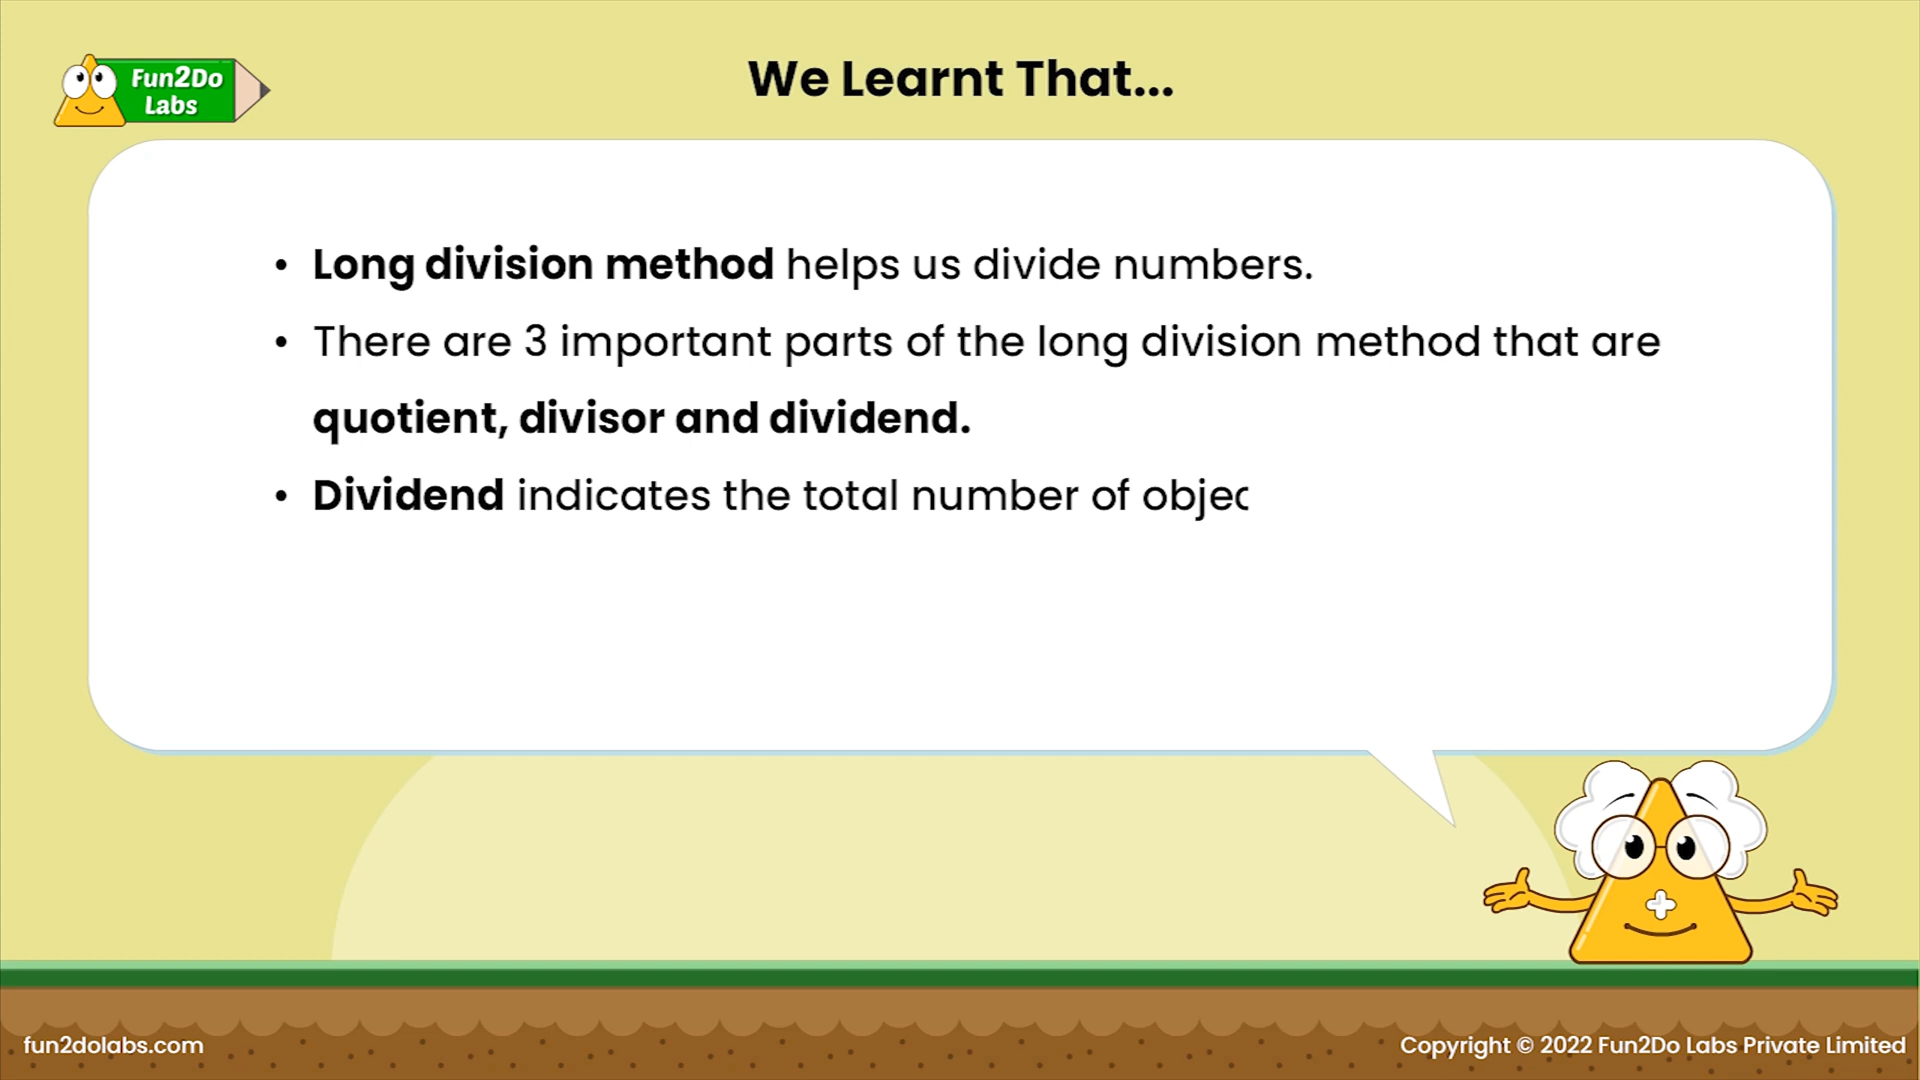 Fun2Do
Labs
We Learnt That...
• Long division method helps us divide numbers.
• There are 3 important parts of the long division method that are
quotient, divisor and dividend.
• Dividend indicates the total number of objec
fun2dolabs.com
Copyright © 2022 Fun2Do Labs Private Limited